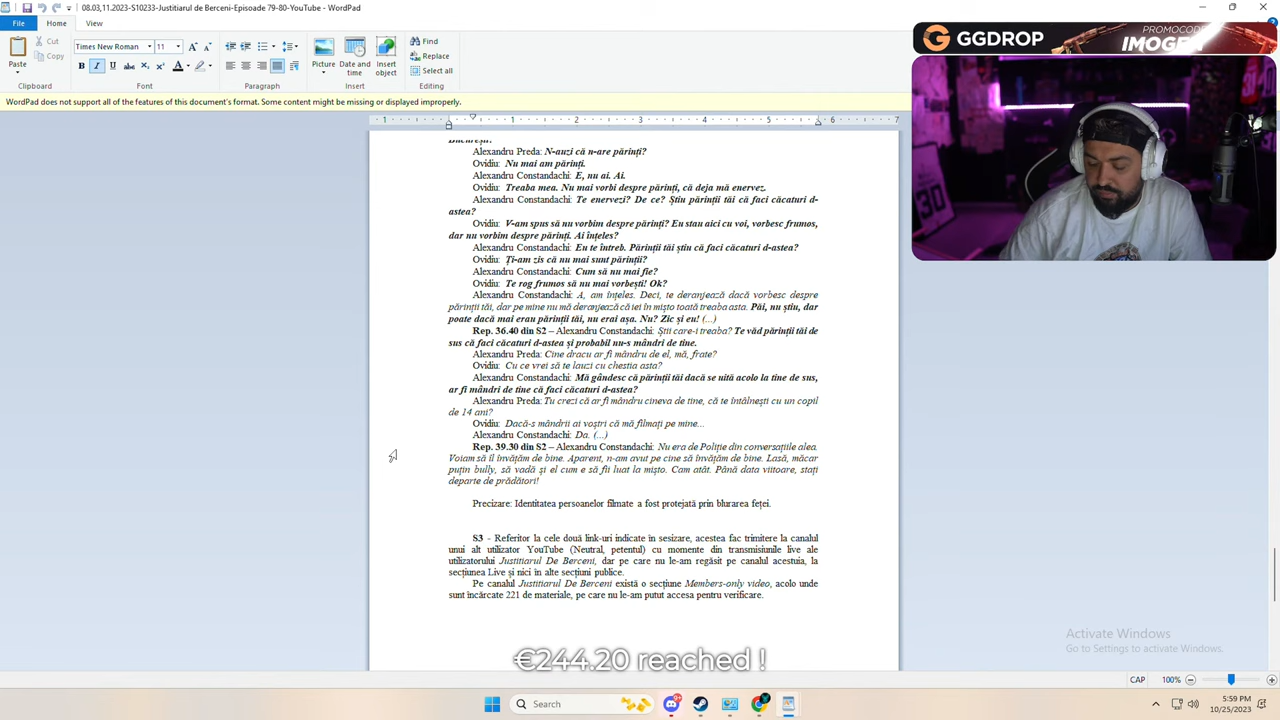 08.03,11.2023-S10233-Justitiarul de Berceni-Episoade 79-80-YouTube - WordPad
File Home View
Paste
Cut
Copy
Clipboard
Times New Roman 11
Font
Paragraph
Picture
Date and time
Insert object
Insert
Find
Replace
Select all
Editing
WordPad does not support all of the features of this document's format. Some content might be missing or displayed improperly.
1 1 2 3 4 5 6 7
București?
Alexandru Preda: N-auzi că n-are părinți?
Ovidiu: Nu mai am părinți.
Alexandru Constandachi: E, nu ai. Ai.
Ovidiu: Treaba mea. Nu mai vorbi despre părinți, că deja mă enervez.
Alexandru Constandachi: Te enervezi? De ce? Știu părinții tăi că faci căcaturi d-
astea?
Ovidiu: V-am spus să nu vorbim despre părinți? Eu stau aici cu voi, vorbesc frumos,
dar nu vorbim despre părinți. Ai înțeles?
Alexandru Constandachi: Eu te întreb. Părinții tăi știu că faci căcaturi d-astea?
Ovidiu: Ți-am zis că nu mai sunt părinții?
Alexandru Constandachi: Cum să nu mai fie?
Ovidiu: Te rog frumos să nu mai vorbești! Ok?
Alexandru Constandachi: A, am înțeles. Deci, te deranjează dacă vorbesc despre
părinții tăi, dar pe mine nu mă deranjează că iei în mișto toată treaba asta. Păi, nu știu, dar
poate dacă mai erau părinții tăi, nu erai așa. Nu? Zic și eu! (...)
Rep. 36.40 din S2 – Alexandru Constandachi: Știi care-i treaba? Te văd părinții tăi de
sus că faci căcaturi d-astea și probabil nu-s mândri de tine.
Alexandru Preda: Cine dracu ar fi mândru de el, mă, frate?
Ovidiu: Cu ce vrei să te lauzi cu chestia asta?
Alexandru Constandachi: Mă gândesc că părinții tăi dacă se uită acolo la tine de sus,
ar fi mândri de tine că faci căcaturi d-astea?
Alexandru Preda: Tu crezi că ar fi mândru cineva de tine, că te întâlnești cu un copil
de 14 ani?
Ovidiu: Dacă-s mândrii ai voștri că mă filmați pe mine...
Alexandru Constandachi: Da. (...)
Rep. 39.30 din S2 – Alexandru Constandachi: Nu era de Poliție din conversațiile alea.
Voiam să îl învățăm de bine. Aparent, n-am avut pe cine să învățăm de bine. Lasă, măcar
puțin bully, să vadă și el cum e să fii luat la mișto. Cam atât. Până data viitoare, stați
departe de prădători!
Precizare: Identitatea persoanelor filmate a fost protejată prin blurarea feței.
S3 - Referitor la cele două link-uri indicate în sesizare, acestea fac trimitere la canalul
unui alt utilizator YouTube (Neutral, petentul) cu momente din transmisiunile live ale
utilizatorului Justitiarul De Berceni, dar pe care nu le-am regăsit pe canalul acestuia, la
secțiunea Live și nici în alte secțiuni publice.
Pe canalul Justitiarul De Berceni există o secțiune Members-only video, acolo unde
sunt încărcate 221 de materiale, pe care nu le-am putut accesa pentru verificare.
GGDROP
PROMOCODE
IMOGEN
€244.20 reached !
Activate Windows
Go to Settings to activate Windows.
CAP 100%
Search
5:59 PM
10/25/2023